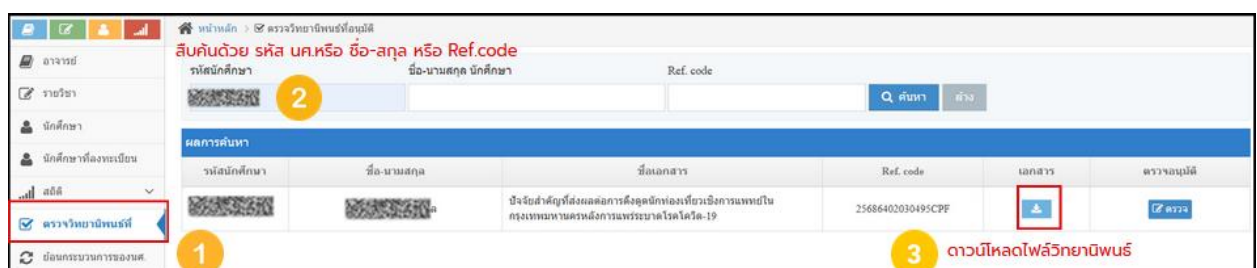 หน้าหลัก > ตรวจวิทยานิพนธ์ที่อนุมัติ
สืบค้นด้วย รหัส นศ.หรือ ชื่อ-สกุล หรือ Ref.code
อาจารย์
รหัสนักศึกษา ชื่อ-นามสกุล นักศึกษา Ref. code
รายวิชา
2
ค้นหา ล้าง
นักศึกษา
ผลการค้นหา
นักศึกษาที่ลงทะเบียน
รหัสนักศึกษา ชื่อ-นามสกุล ชื่อเอกสาร Ref. code เอกสาร ตรวจอนุมัติ
สถิติ
ปัจจัยสำคัญที่ส่งผลต่อการดึงดูดนักท่องเที่ยวเชิงการแพทย์ใน
กรุงเทพมหานครหลังการแพร่ระบาดโรคโควิด-19
25686402030495CPF
ตรวจ
ตรวจวิทยานิพนธ์ที่
1
3 ดาวน์โหลดไฟล์วิทยานิพนธ์
ย้อนกระบวนการของนศ.